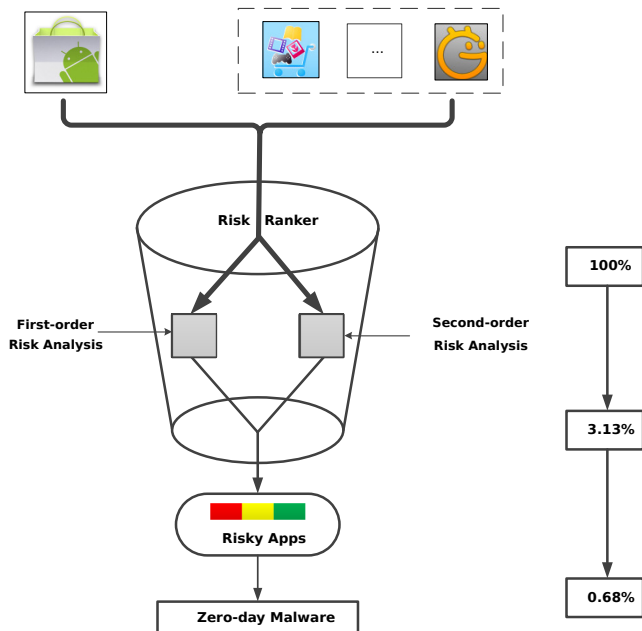 ...
Risk Ranker
100%
First-order
Risk Analysis
Second-order
Risk Analysis
3.13%
Risky Apps
0.68%
Zero-day Malware